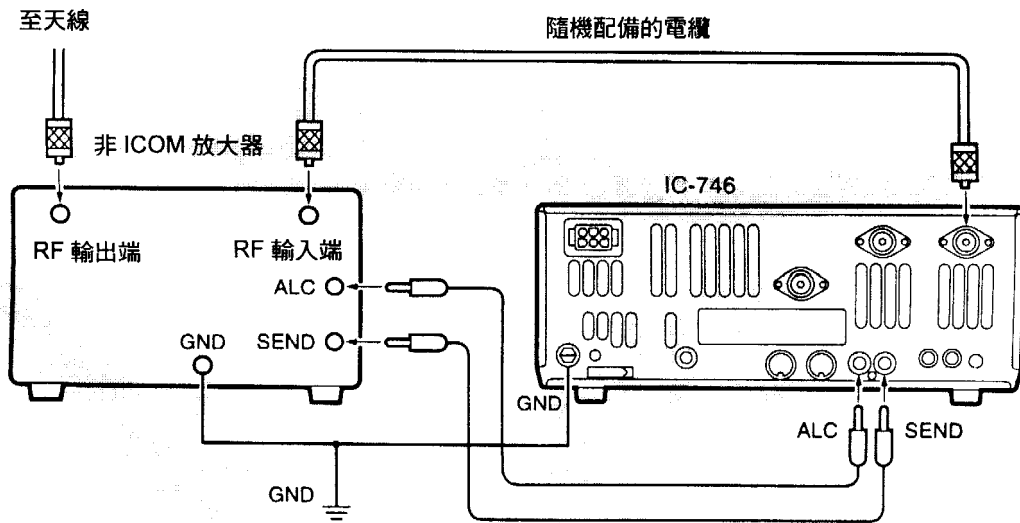 至天線
隨機配備的電纜
非 ICOM 放大器
IC-746
RF 輸出端
RF 輸入端
ALC
SEND
GND
GND
ALC
SEND
GND